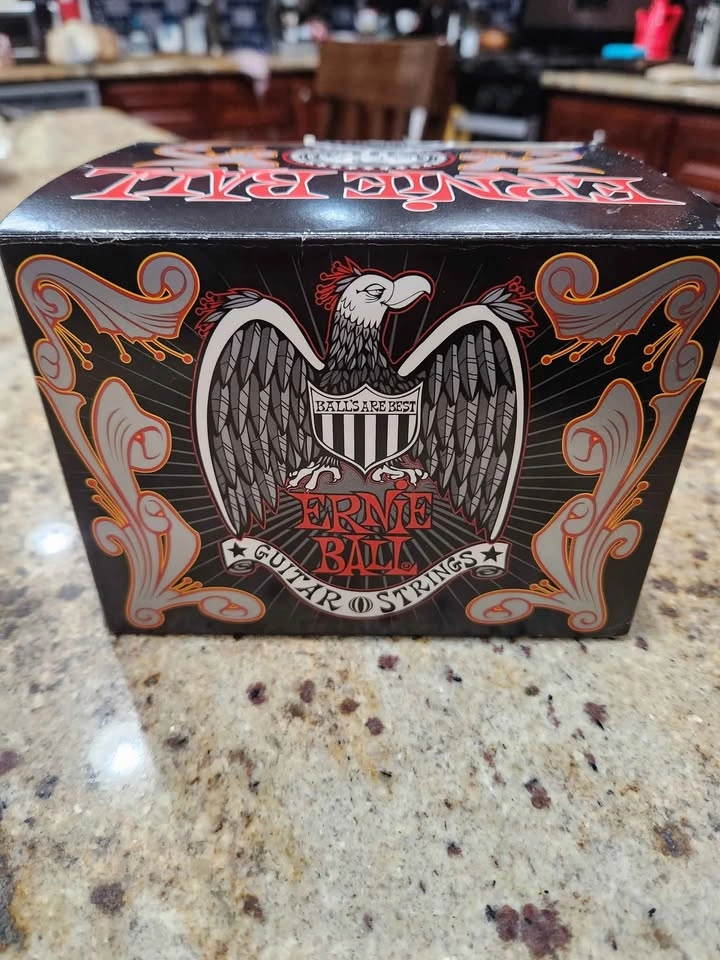 ERNIE BALL
BALL'S ARE BEST
ERNIE
BALL®
GUITAR STRINGS